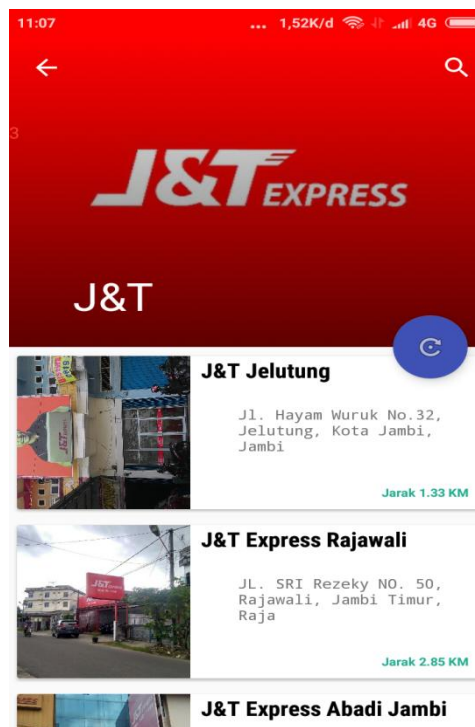 11:07 ... 1,52K/d 4G
3
J&T EXPRESS
J&T
J&T Jelutung
Jl. Hayam Wuruk No.32,
Jelutung, Kota Jambi,
Jambi
Jarak 1.33 KM
J&T Express Rajawali
JL. SRI Rezeky NO. 50,
Rajawali, Jambi Timur,
Raja
Jarak 2.85 KM
J&T Express Abadi Jambi